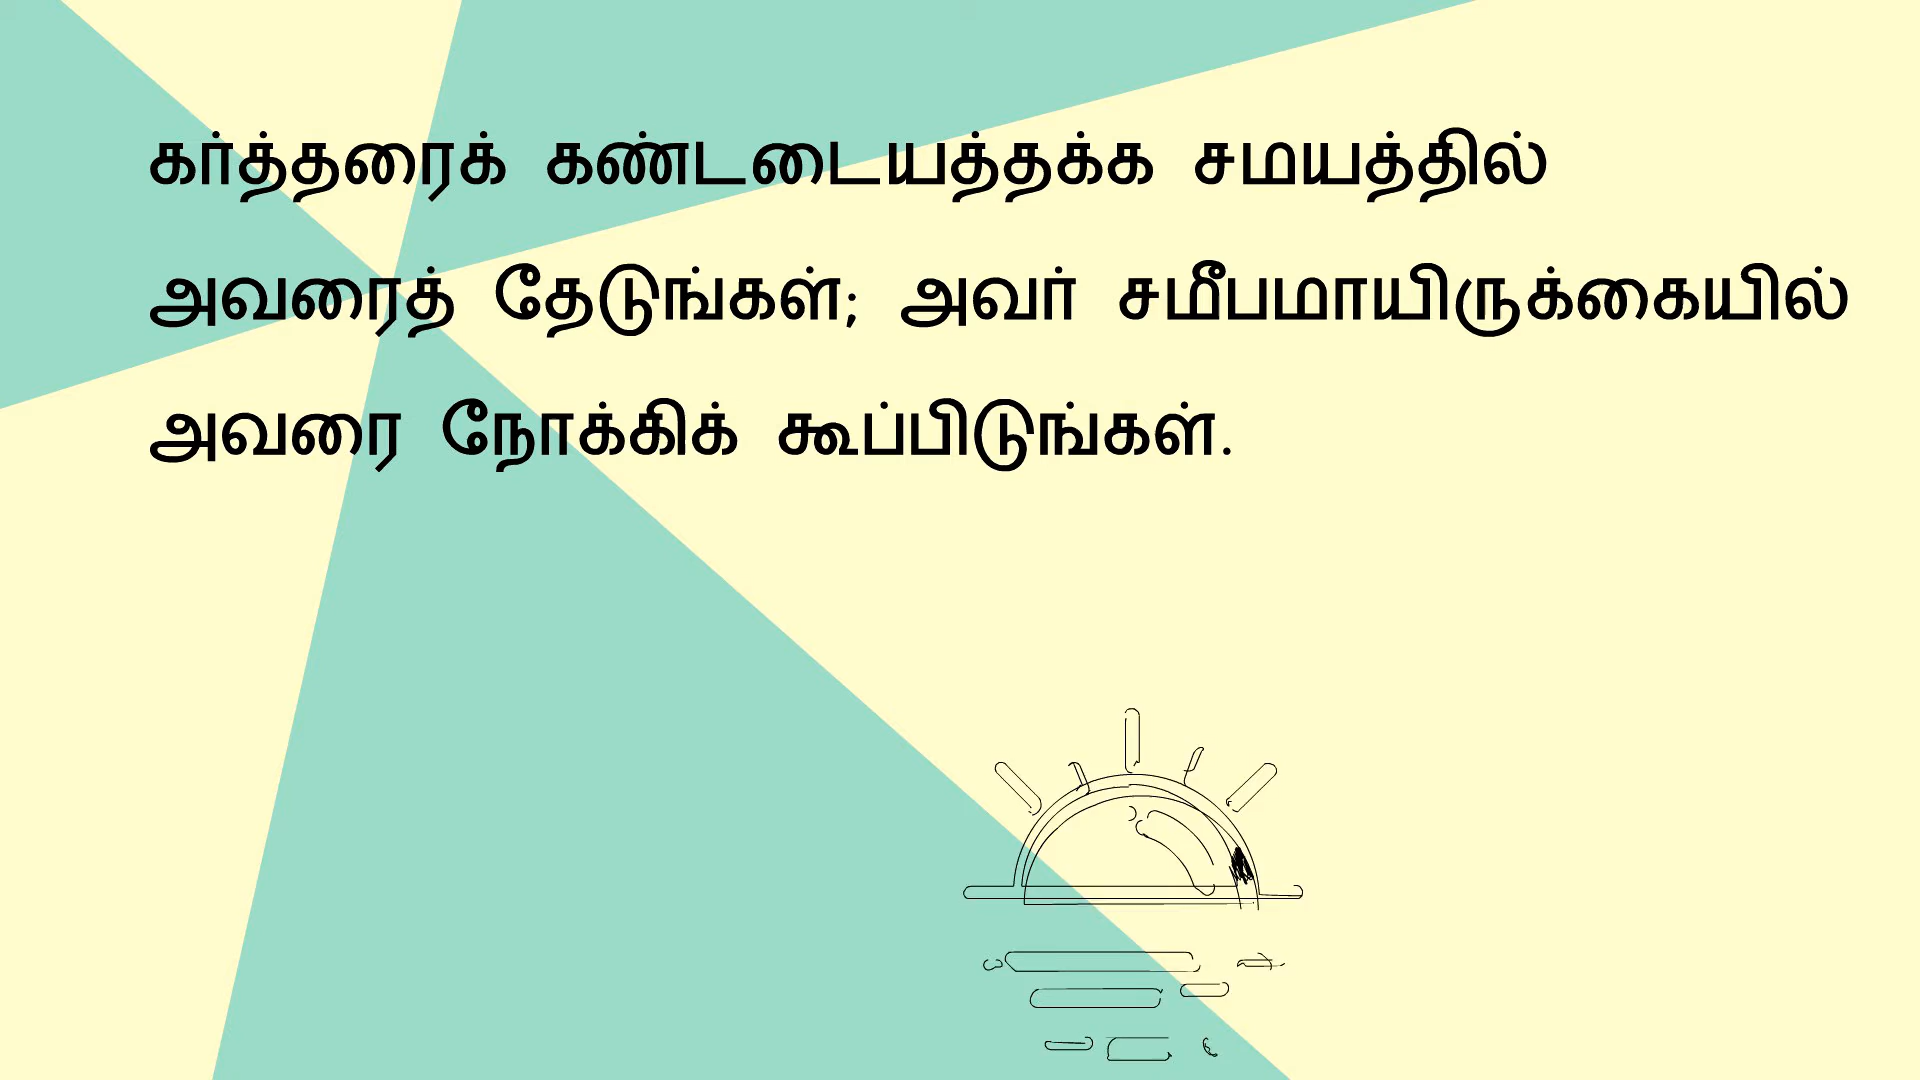 கர்த்தரைக் கண்டடையத்தக்க சமயத்தில்
அவரைத் தேடுங்கள்; அவர் சமீபமாயிருக்கையில்
அவரை நோக்கிக் கூப்பிடுங்கள்.